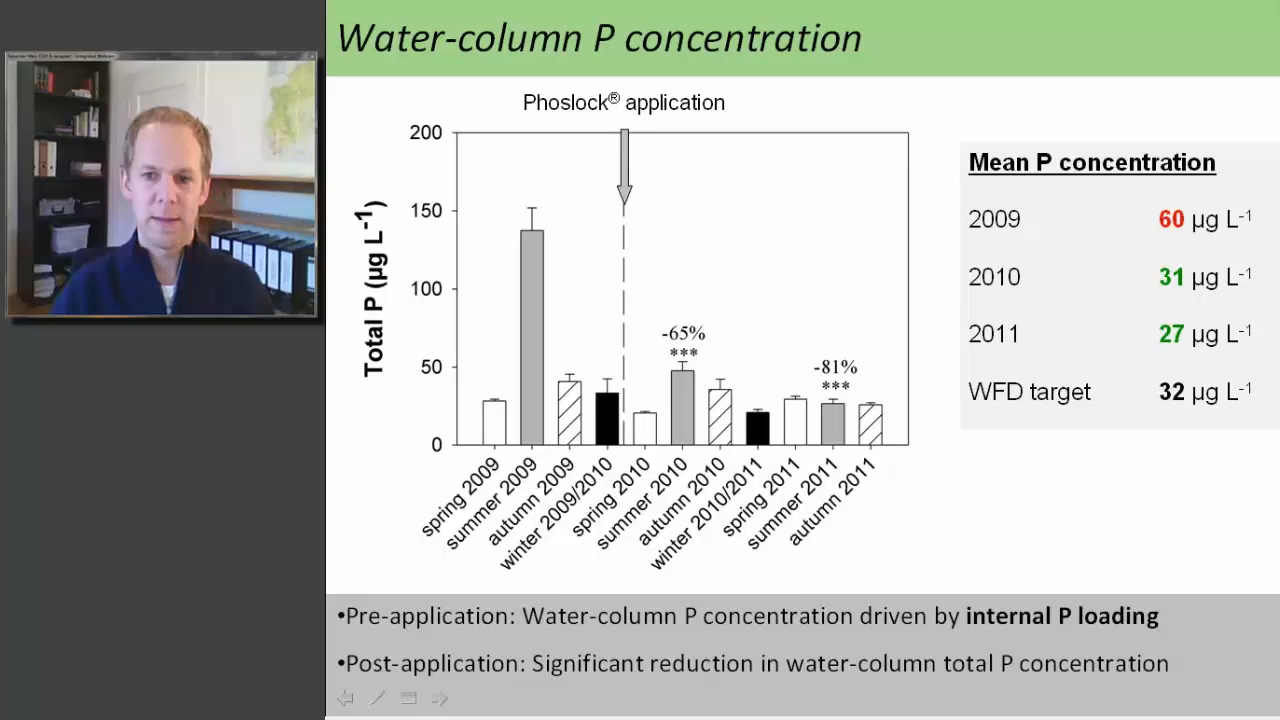 Water-column P concentration
Phoslock® application
200
150
100
50
0
Total P (µg L-1)
-65%
***
-81%
***
spring 2009
summer 2009
autumn 2009
winter 2009/2010
spring 2010
summer 2010
autumn 2010
winter 2010/2011
spring 2011
summer 2011
autumn 2011
Mean P concentration
2009 60 µg L-1
2010 31 µg L-1
2011 27 µg L-1
WFD target 32 µg L-1
•Pre-application: Water-column P concentration driven by internal P loading
•Post-application: Significant reduction in water-column total P concentration